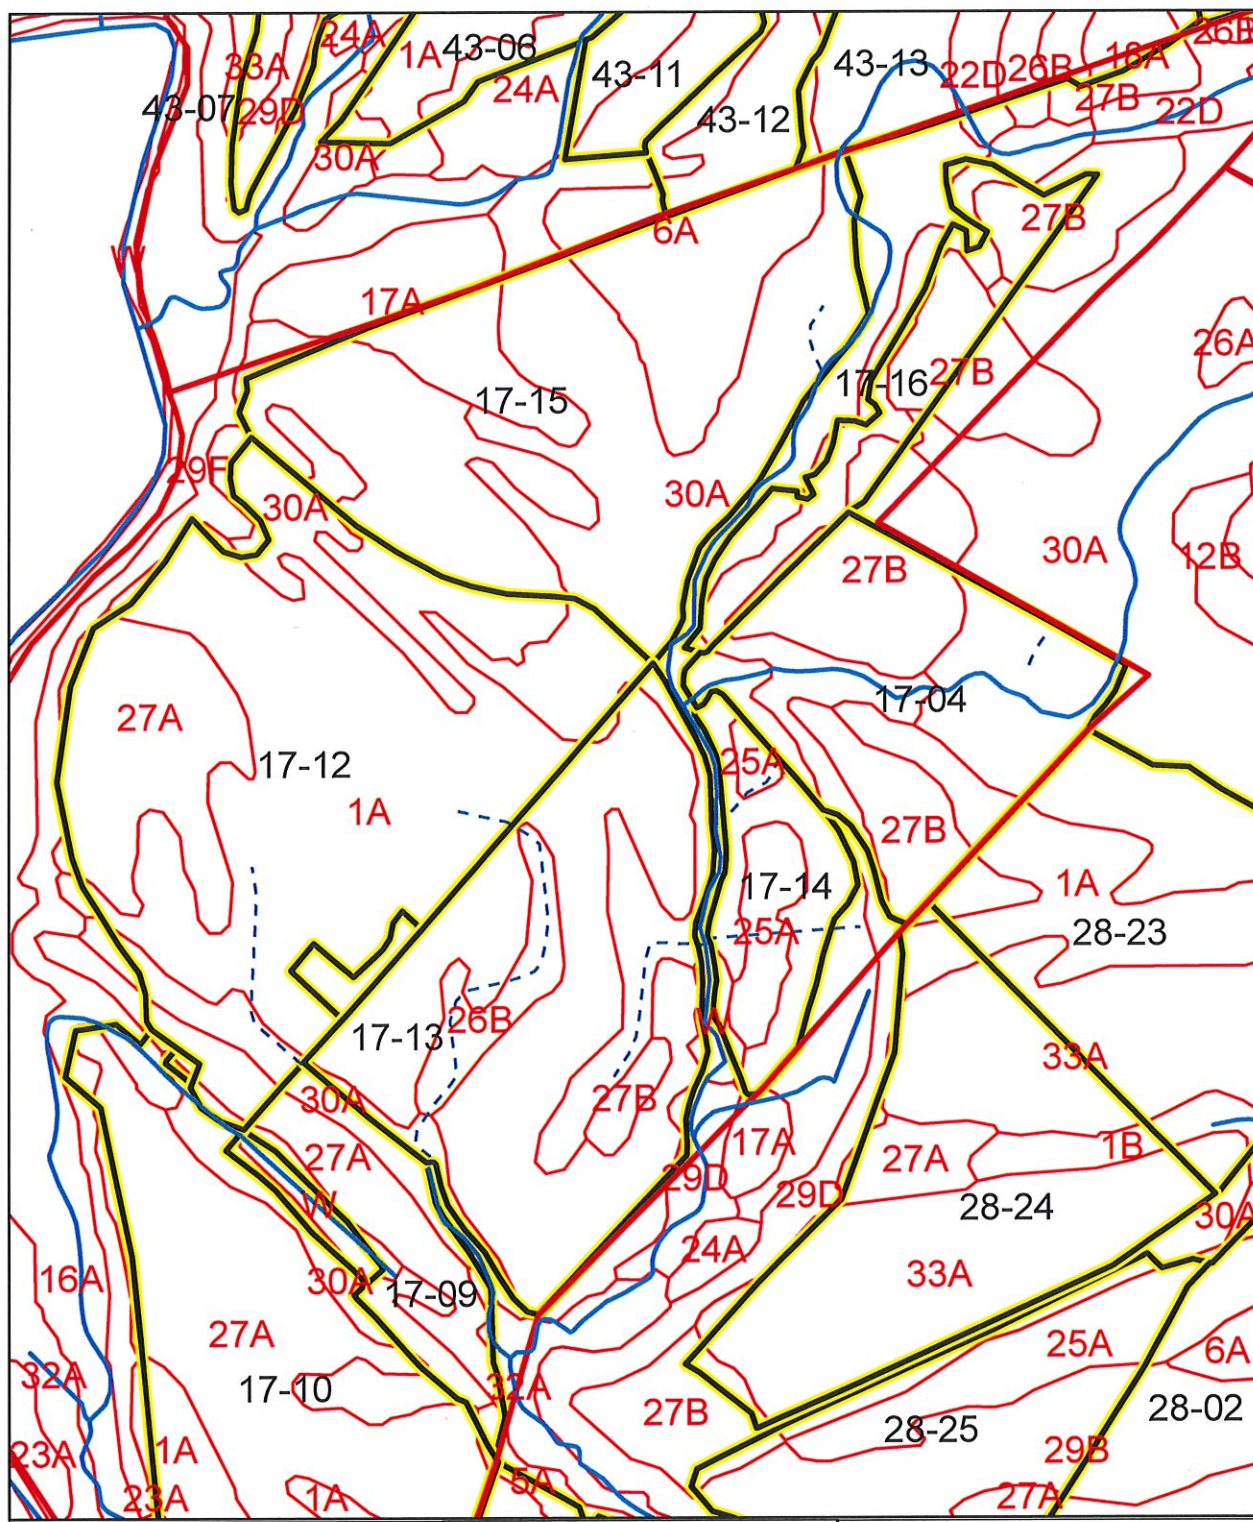 24A
1A
43-06
33A
43-11
24A
43-13
22D
26B
18A
26B
43-07
29D
43-12
27B
22D
30A
6A
27B
W
17A
26A
17-15
17-16
27B
29F
30A
30A
30A
12B
27B
17-04
27A
25A
17-12
1A
27B
17-14
1A
25A
28-23
26B
17-13
33A
30A
27B
17A
1B
27A
27A
29D
29D
W
28-24
30A
24A
16A
30A
17-09
33A
27A
25A
6A
32A
17-10
32A
27B
28-25
28-02
23A
1A
29B
23A
1A
5A
27A